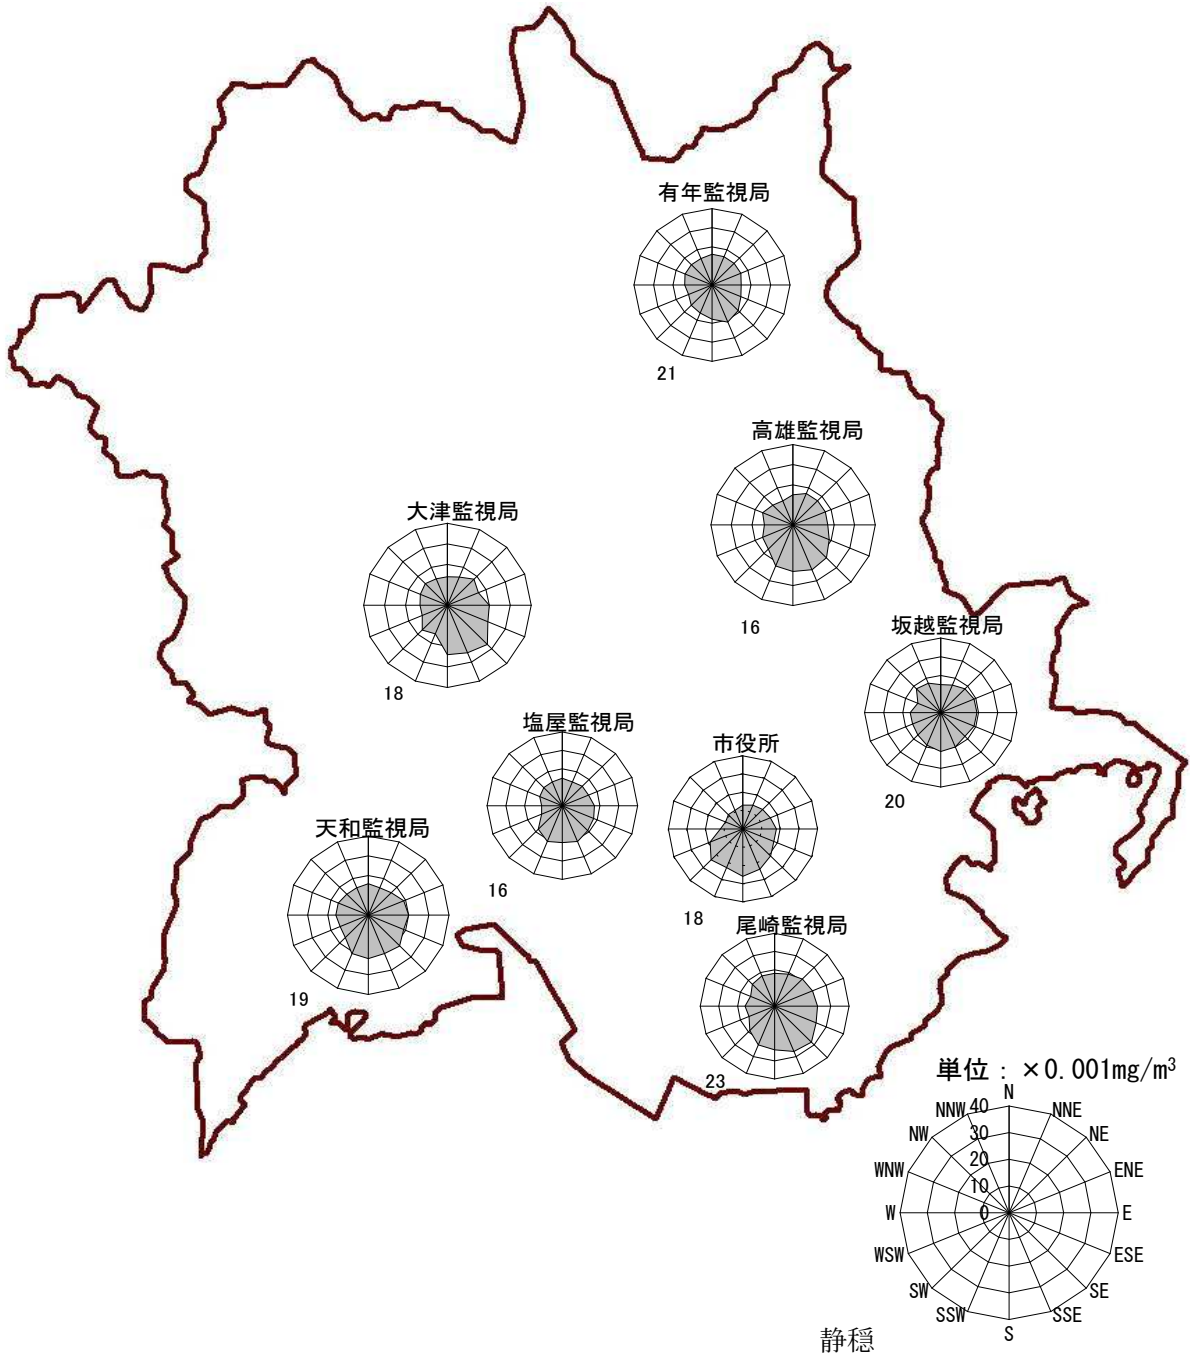 有年監視局
21
高雄監視局
16
大津監視局
18
坂越監視局
20
塩屋監視局
16
市役所
18
天和監視局
19
尾崎監視局
23
単位：×0.001mg/m³
N
NNE
NE
ENE
E
ESE
SE
SSE
S
SSW
SW
WSW
W
WNW
NW
NNW
40
30
20
10
0
静穏